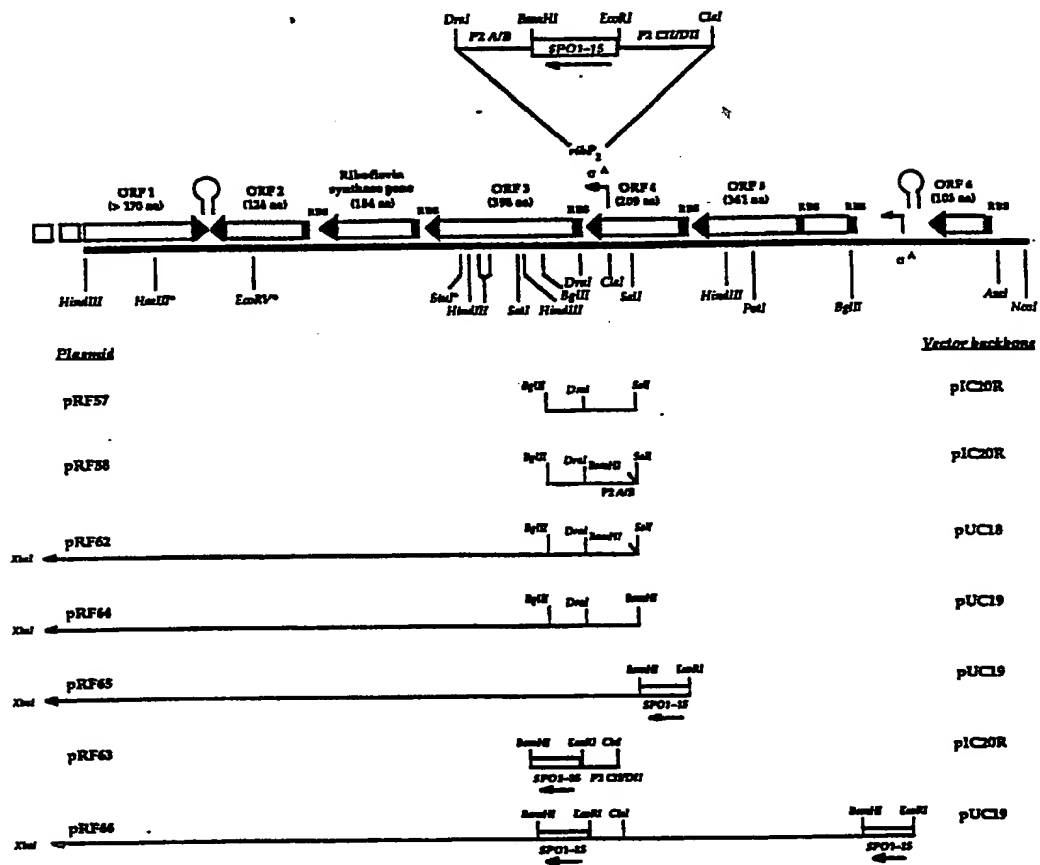 DraI BamHI EcoRI ClaI
P2 A/B SPO1-15 P2 CII/DII
ribP2
σA
ORF 1 (> 170 aa)
ORF 2 (124 aa)
RBS
Riboflavin synthase gene (184 aa)
RBS
ORF 3 (398 aa)
RBS
ORF 4 (209 aa)
RBS
ORF 5 (361 aa)
RBS
RBS
σA
ORF 6 (105 aa)
RBS
HindIII HaeIII* EcoRV* StuI* HindIII SalI HindIII BglII DraI ClaI SalI HindIII PstI BglII NcoI
Plasmid Vector backbone
pRF57 BglII DraI SalI pIC20R
pRF58 BglII DraI BamHI SalI pIC20R
P2 A/B
XbaI pRF62 BglII DraI BamHI SalI pUC18
XbaI pRF64 BglII DraI BamHI pUC19
XbaI pRF65 BamHI EcoRI pUC19
SPO1-15
pRF63 BamHI EcoRI ClaI pIC20R
SPO1-15 P2 CII/DII
XbaI pRF66 BamHI EcoRI ClaI BamHI EcoRI pUC19
SPO1-15 SPO1-15